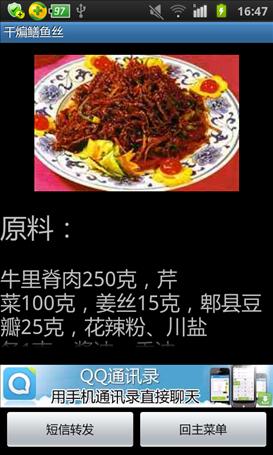 97
16:47
干煸鳝鱼丝
原料：
牛里脊肉250克，芹
菜100克，姜丝15克，郫县豆
瓣25克，花辣粉、川盐
QQ通讯录
用手机通讯录直接聊天
短信转发
回主菜单